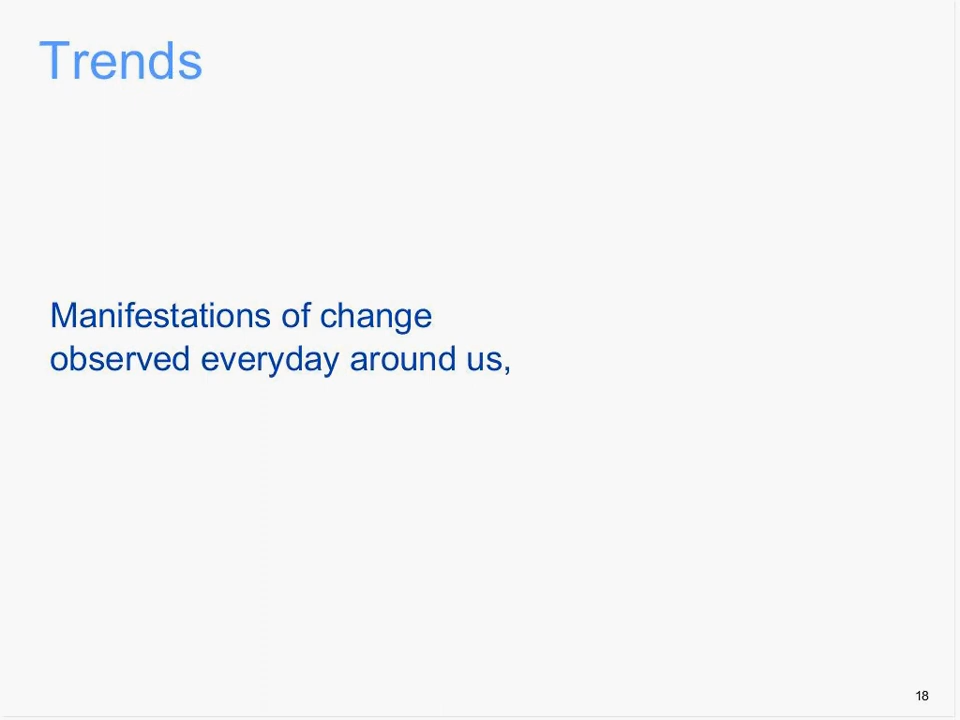 Trends
Manifestations of change
observed everyday around us,
18